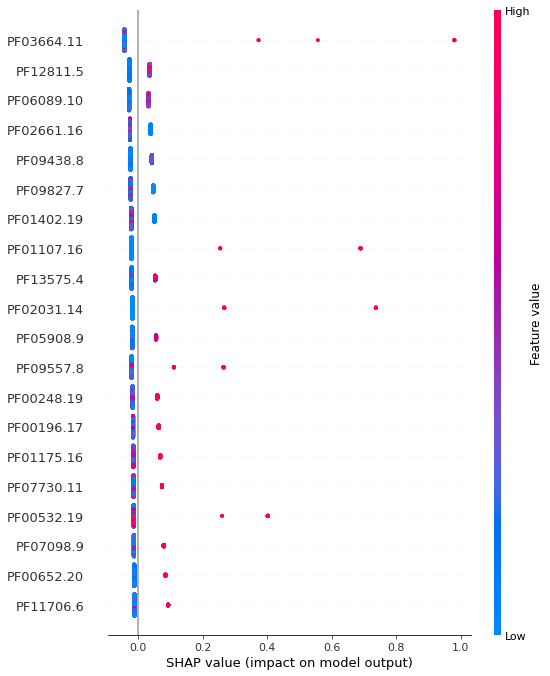 High
PF03664.11
PF12811.5
PF06089.10
PF02661.16
PF09438.8
PF09827.7
PF01402.19
PF01107.16
PF13575.4
PF02031.14
PF05908.9
PF09557.8
PF00248.19
PF00196.17
PF01175.16
PF07730.11
PF00532.19
PF07098.9
PF00652.20
PF11706.6
Low
Feature value
0.0 0.2 0.4 0.6 0.8 1.0
SHAP value (impact on model output)